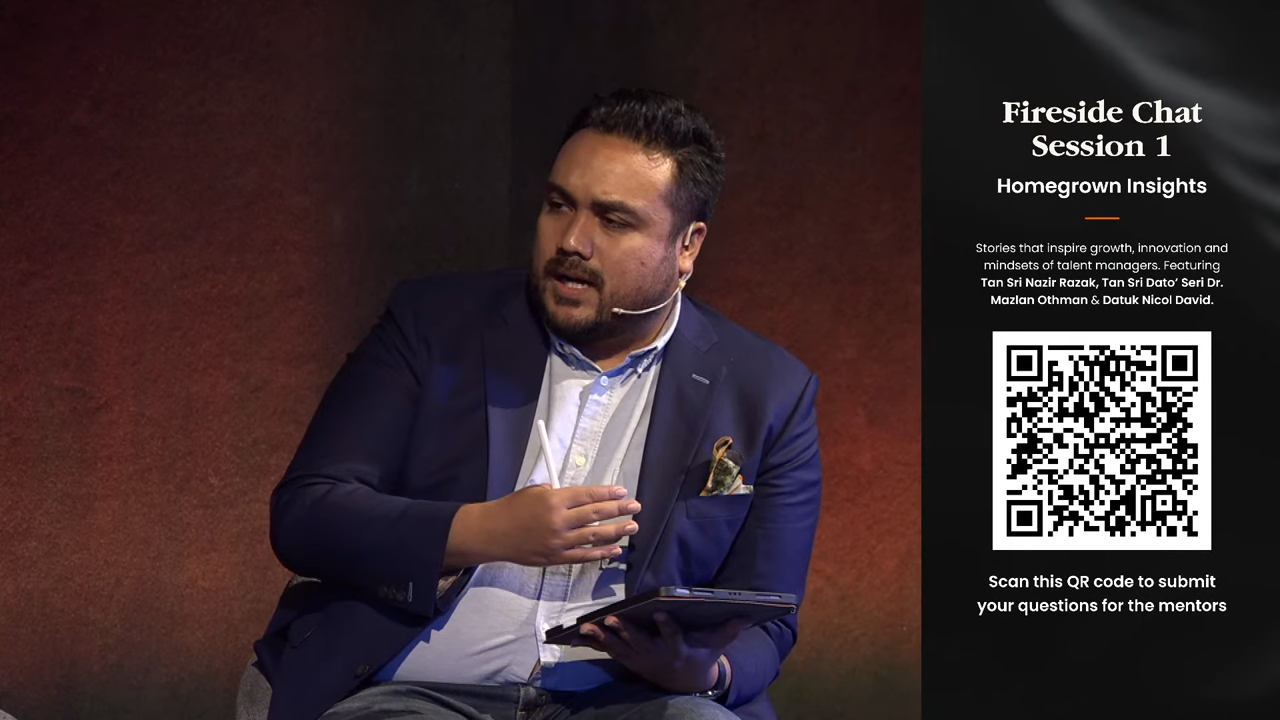 Fireside Chat
Session 1
Homegrown Insights
Stories that inspire growth, innovation and
mindsets of talent managers. Featuring
Tan Sri Nazir Razak, Tan Sri Dato' Seri Dr.
Mazlan Othman & Datuk Nicol David.
Scan this QR code to submit
your questions for the mentors